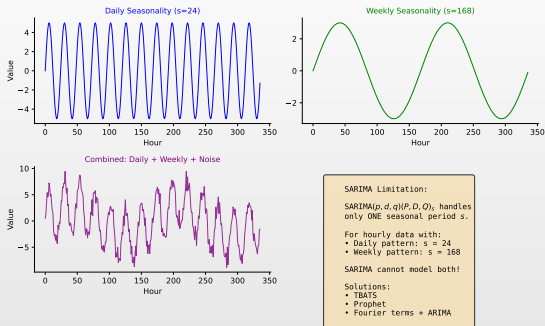 Daily Seasonality (s=24)
Value
4
2
0
−2
−4
0
50
100
150
200
250
300
350
Hour
Weekly Seasonality (s=168)
2
0
−2
0
50
100
150
200
250
300
350
Hour
Combined: Daily + Weekly + Noise
Value
10
5
0
−5
0
50
100
150
200
250
300
350
Hour
SARIMA Limitation:
SARIMA(p, d, q)(P, D, Q)s handles
only ONE seasonal period s.
For hourly data with:
• Daily pattern: s = 24
• Weekly pattern: s = 168
SARIMA cannot model both!
Solutions:
• TBATS
• Prophet
• Fourier terms + ARIMA